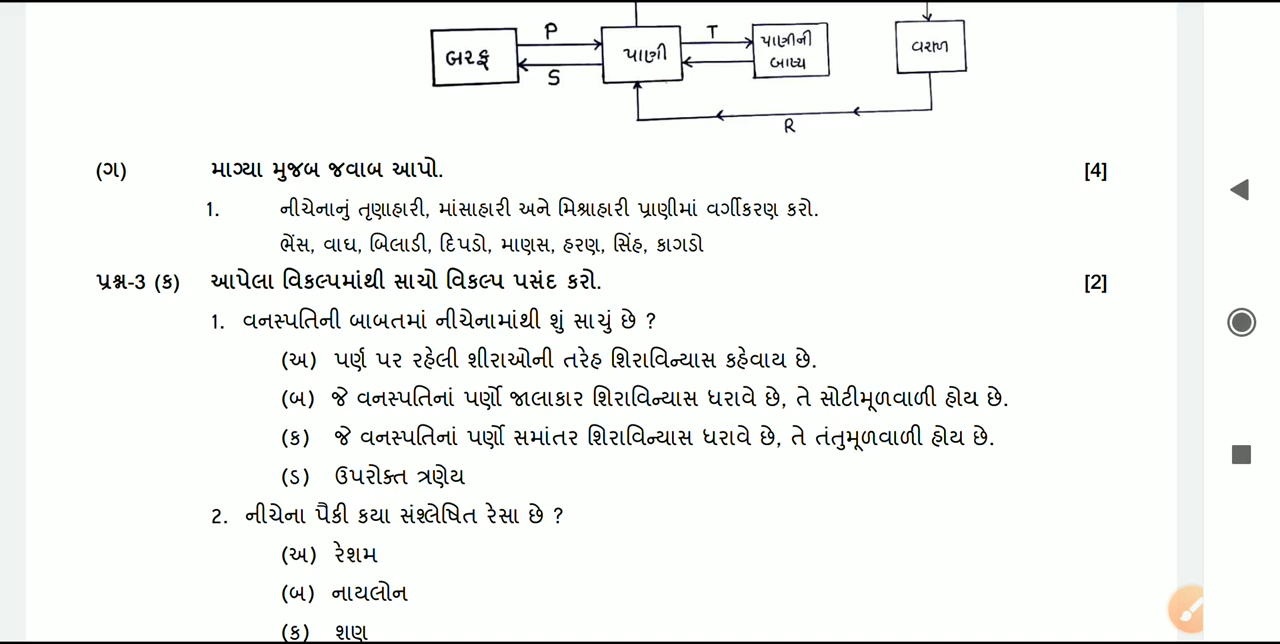 P
T
બરફ
પાણી
પાણીની
બાષ્પ
વરાળ
S
R
(ગ) માગ્યા મુજબ જવાબ આપો. [4]
1. નીચેનાનું તૃણાહારી, માંસાહારી અને મિશ્રાહારી પ્રાણીમાં વર્ગીકરણ કરો.
ભેંસ, વાઘ, બિલાડી, દિપડો, માણસ, હરણ, સિંહ, કાગડો
પ્રશ્ન-3 (ક) આપેલા વિકલ્પમાંથી સાચો વિકલ્પ પસંદ કરો. [2]
1. વનસ્પતિની બાબતમાં નીચેનામાંથી શું સાચું છે ?
(અ) પર્ણ પર રહેલી શીરાઓની તરેહ શિરાવિન્યાસ કહેવાય છે.
(બ) જે વનસ્પતિનાં પર્ણો જાલાકાર શિરાવિન્યાસ ધરાવે છે, તે સોટીમૂળવાળી હોય છે.
(ક) જે વનસ્પતિનાં પર્ણો સમાંતર શિરાવિન્યાસ ધરાવે છે, તે તંતુમૂળવાળી હોય છે.
(ડ) ઉપરોક્ત ત્રણેય
2. નીચેના પૈકી કયા સંશ્લેષિત રેસા છે ?
(અ) રેશમ
(બ) નાયલોન
(ક) શણ